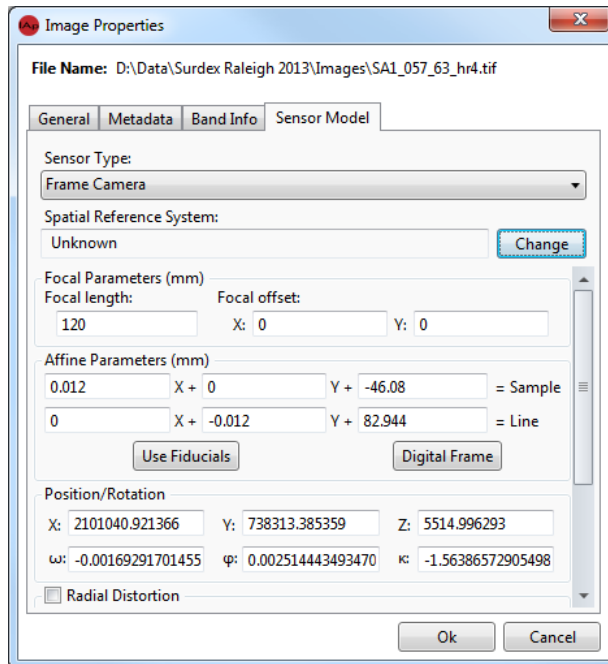 IAp Image Properties x
File Name: D:\Data\Surdex Raleigh 2013\Images\SA1_057_63_hr4.tif
General Metadata Band Info Sensor Model
Sensor Type:
Frame Camera
Spatial Reference System:
Unknown Change
Focal Parameters (mm)
Focal length: Focal offset:
120 X: 0 Y: 0
Affine Parameters (mm)
0.012 X + 0 Y + -46.08 = Sample
0 X + -0.012 Y + 82.944 = Line
Use Fiducials Digital Frame
Position/Rotation
X: 2101040.921366 Y: 738313.385359 Z: 5514.996293
ω: -0.00169291701455 φ: 0.002514443493470 κ: -1.56386572905498
Radial Distortion
Ok Cancel